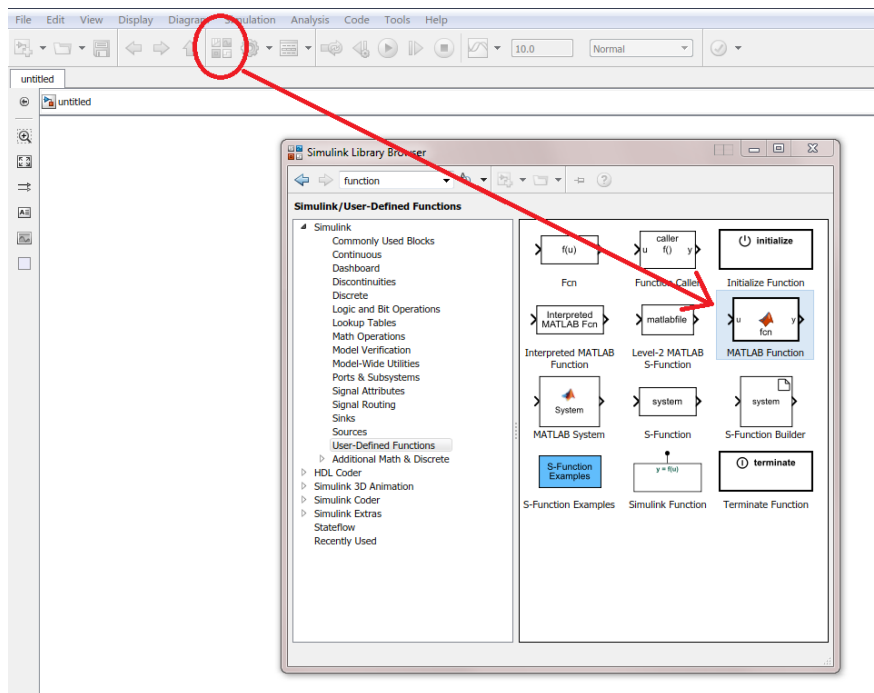 File Edit View Display Diagram Simulation Analysis Code Tools Help
10.0 Normal
untitled
untitled
Simulink Library Browser
function
Simulink/User-Defined Functions
Simulink
Commonly Used Blocks
Continuous
Dashboard
Discontinuities
Discrete
Logic and Bit Operations
Lookup Tables
Math Operations
Model Verification
Model-Wide Utilities
Ports & Subsystems
Signal Attributes
Signal Routing
Sinks
Sources
User-Defined Functions
Additional Math & Discrete
HDL Coder
Simulink 3D Animation
Simulink Coder
Simulink Extras
Stateflow
Recently Used
f(u)
Fcn
caller
u f() y
Function Caller
initialize
Initialize Function
Interpreted
MATLAB Fcn
Interpreted MATLAB
Function
matlabfile
Level-2 MATLAB
S-Function
u y
fcn
MATLAB Function
System
MATLAB System
system
S-Function
system
S-Function Builder
S-Function
Examples
S-Function Examples
y = f(u)
Simulink Function
terminate
Terminate Function